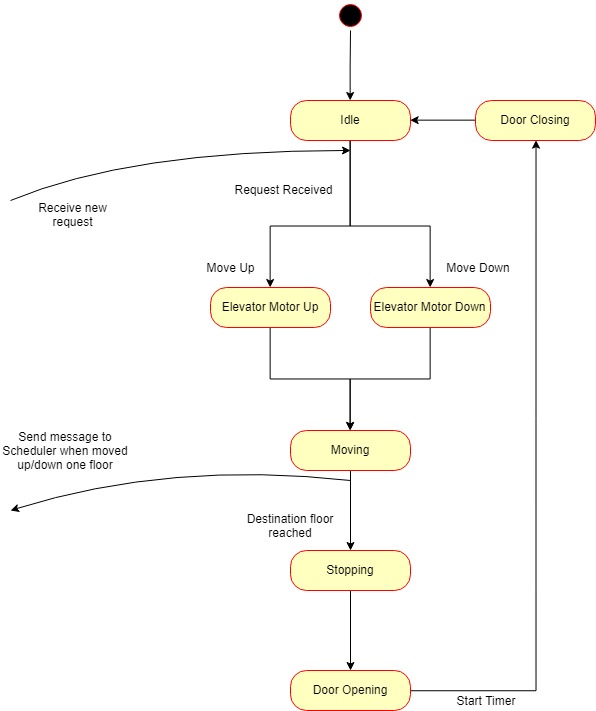 Idle
Door Closing
Receive new
request
Request Received
Move Up
Move Down
Elevator Motor Up
Elevator Motor Down
Send message to
Scheduler when moved
up/down one floor
Moving
Destination floor
reached
Stopping
Door Opening
Start Timer